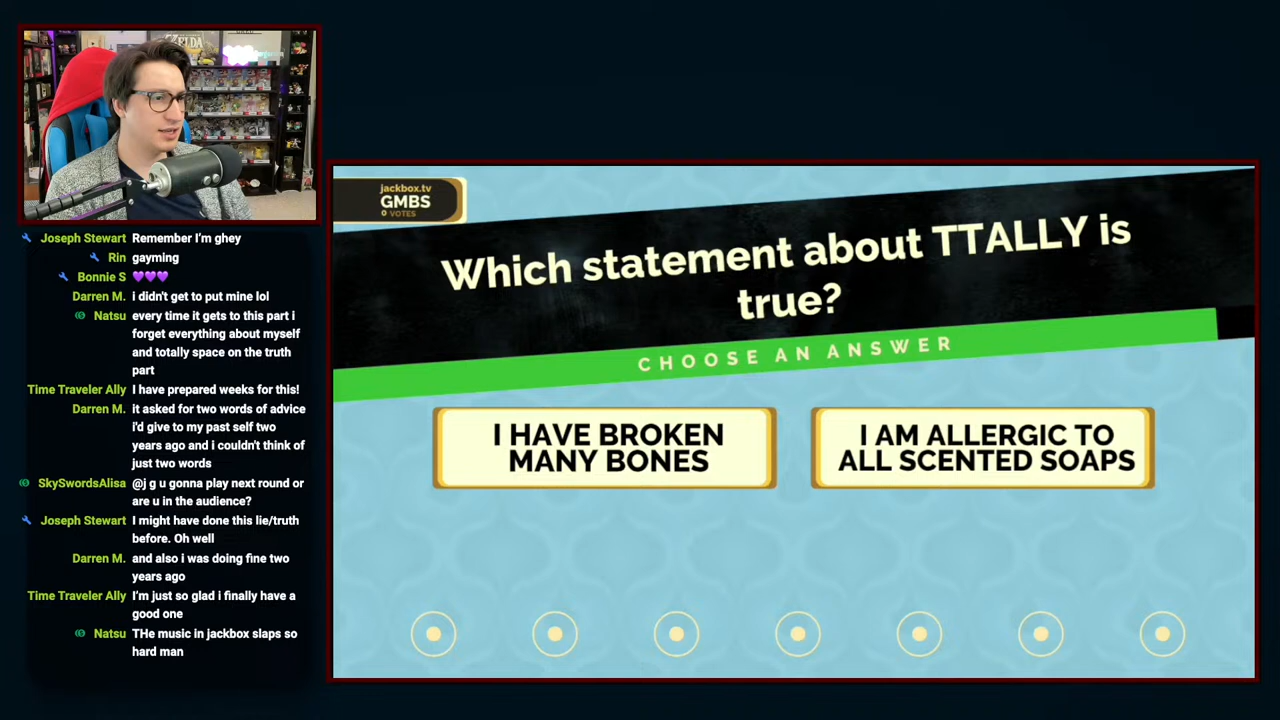 ZELDA
Joseph Stewart Remember I'm ghey
Rin gayming
Bonnie S 💜💜💜
Darren M. i didn't get to put mine lol
Natsu every time it gets to this part i
forget everything about myself
and totally space on the truth
part
Time Traveler Ally I have prepared weeks for this!
Darren M. it asked for two words of advice
i'd give to my past self two
years ago and i couldn't think of
just two words
SkySwordsAlisa @j g u gonna play next round or
are u in the audience?
Joseph Stewart I might have done this lie/truth
before. Oh well
Darren M. and also i was doing fine two
years ago
Time Traveler Ally I'm just so glad i finally have a
good one
Natsu THe music in jackbox slaps so
hard man
jackbox.tv
GMBS
0 VOTES
Which statement about TTALLY is
true?
CHOOSE AN ANSWER
I HAVE BROKEN
MANY BONES
I AM ALLERGIC TO
ALL SCENTED SOAPS